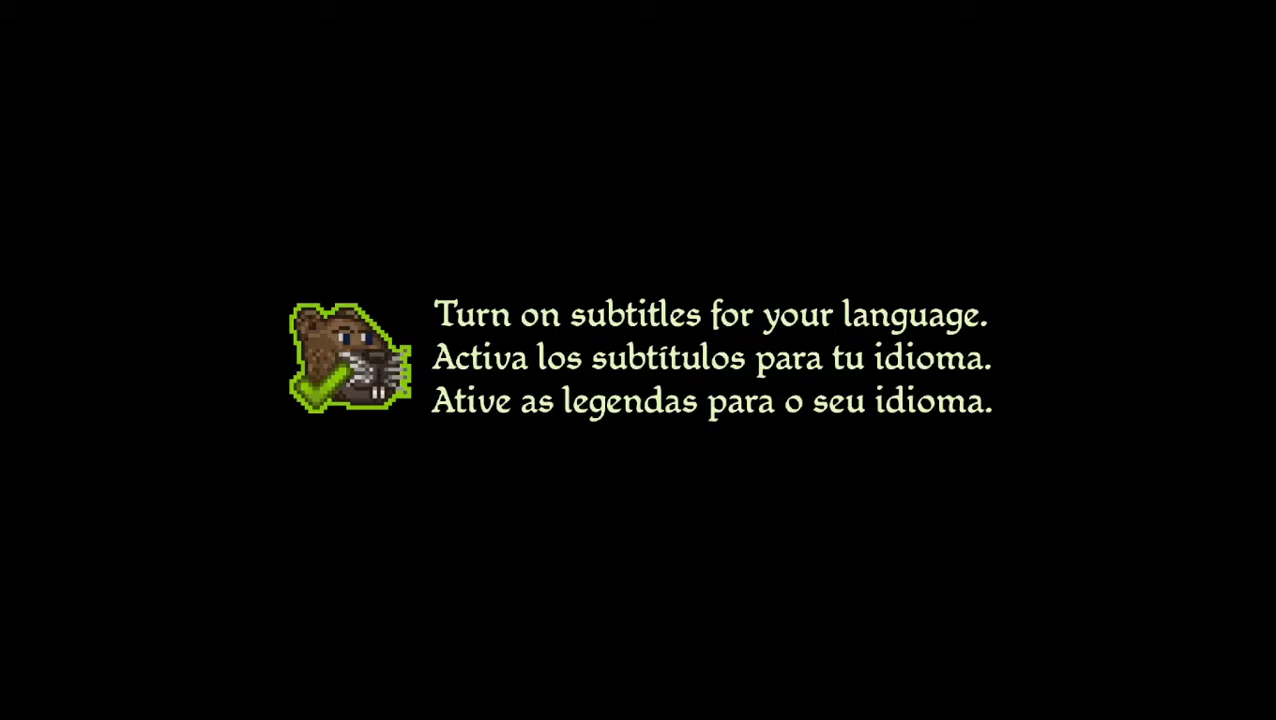 Turn on subtitles for your language.
Activa los subtítulos para tu idioma.
Ative as legendas para o seu idioma.